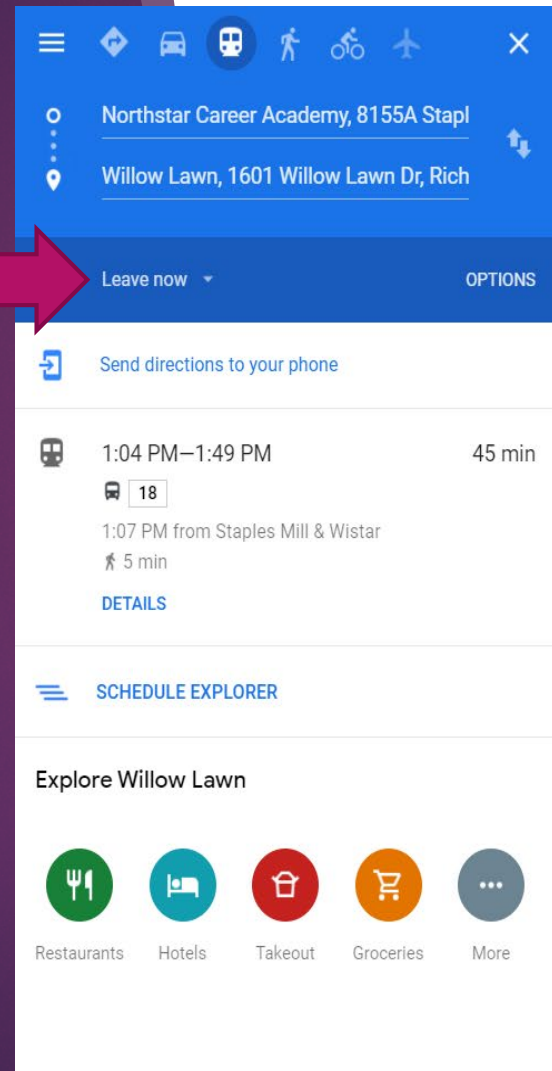 Northstar Career Academy, 8155A Stapl
Willow Lawn, 1601 Willow Lawn Dr, Rich
Leave now OPTIONS
Send directions to your phone
1:04 PM—1:49 PM 45 min
18
1:07 PM from Staples Mill & Wistar
5 min
DETAILS
SCHEDULE EXPLORER
Explore Willow Lawn
Restaurants Hotels Takeout Groceries More